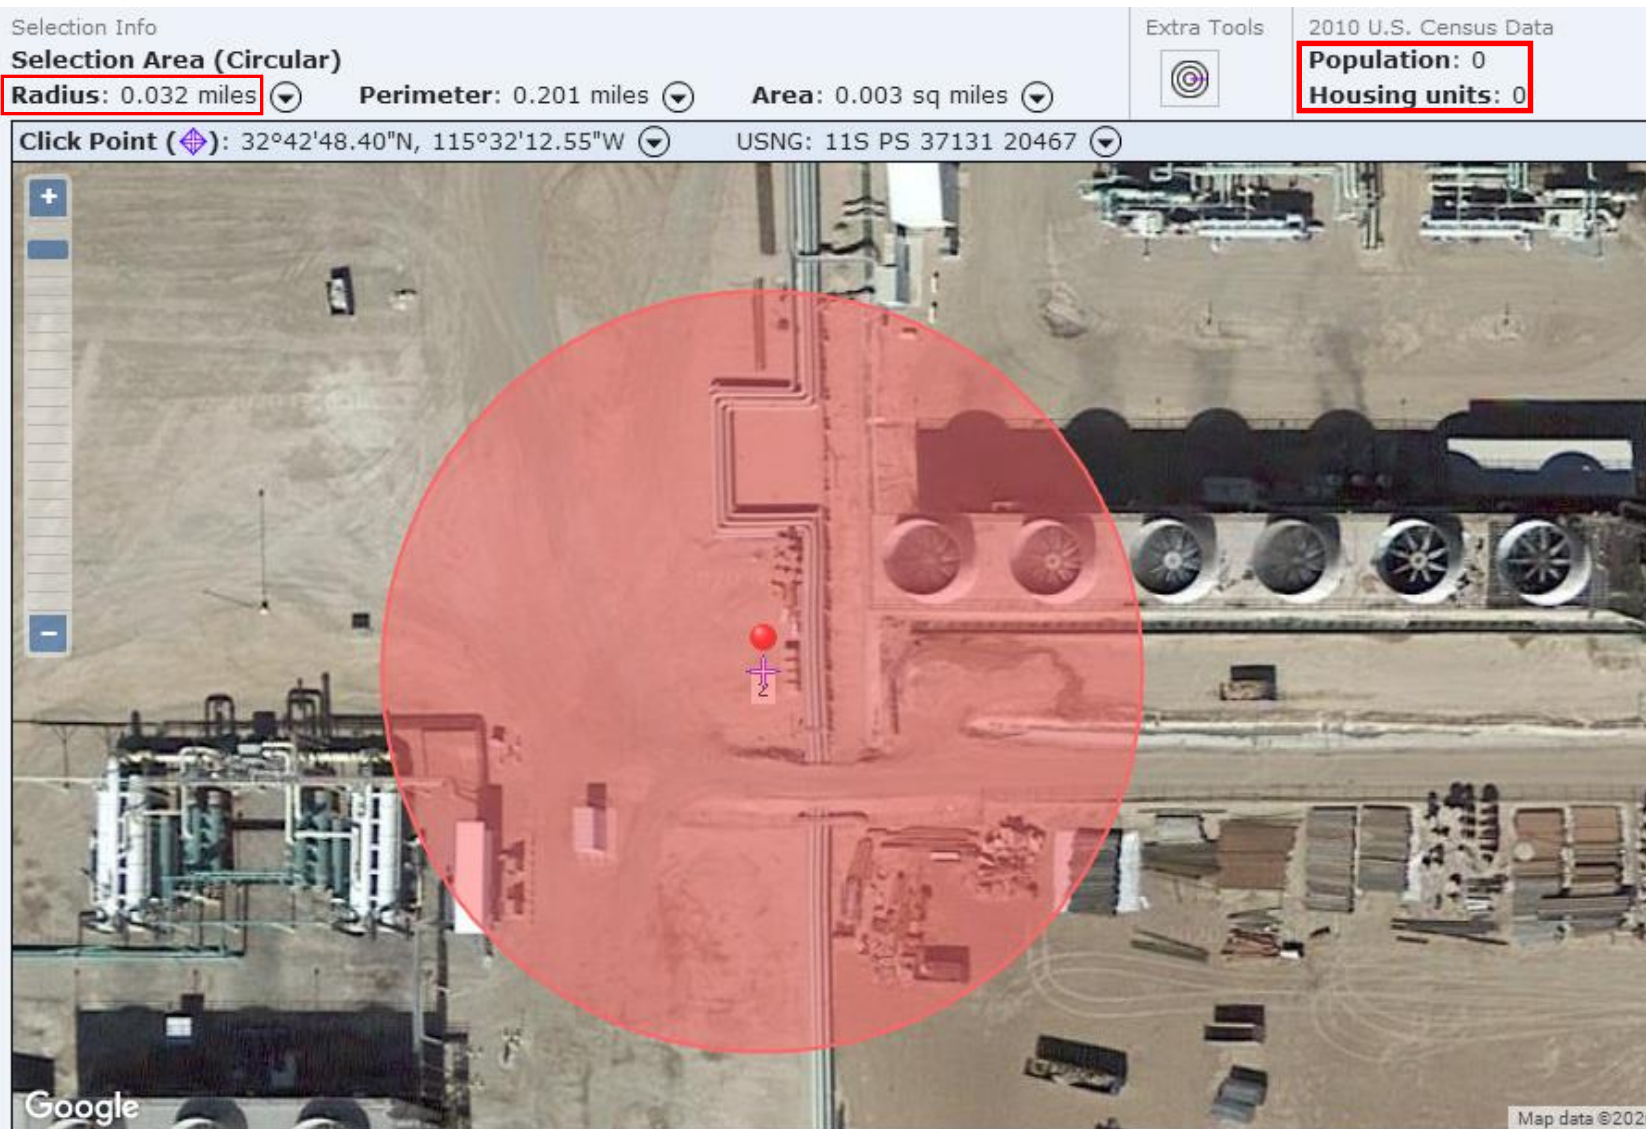 Selection Info
Selection Area (Circular)
Radius: 0.032 miles Perimeter: 0.201 miles Area: 0.003 sq miles
Extra Tools
2010 U.S. Census Data
Population: 0
Housing units: 0
Click Point ( ): 32°42'48.40"N, 115°32'12.55"W USNG: 11S PS 37131 20467
+
2
−
Google
Map data ©202